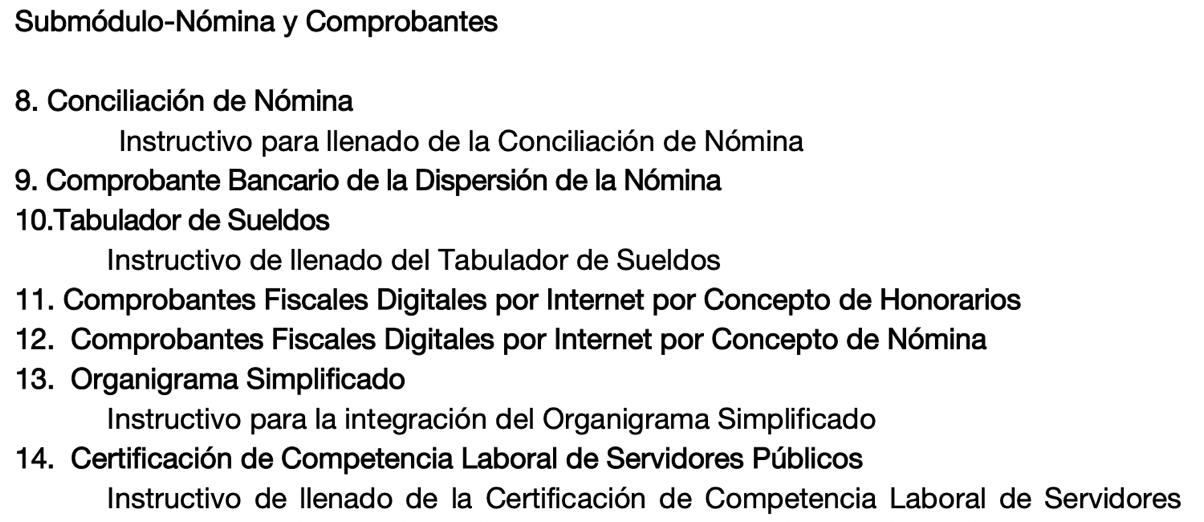 Submódulo-Nómina y Comprobantes
8. Conciliación de Nómina
Instructivo para llenado de la Conciliación de Nómina
9. Comprobante Bancario de la Dispersión de la Nómina
10.Tabulador de Sueldos
Instructivo de llenado del Tabulador de Sueldos
11. Comprobantes Fiscales Digitales por Internet por Concepto de Honorarios
12. Comprobantes Fiscales Digitales por Internet por Concepto de Nómina
13. Organigrama Simplificado
Instructivo para la integración del Organigrama Simplificado
14. Certificación de Competencia Laboral de Servidores Públicos
Instructivo de llenado de la Certificación de Competencia Laboral de Servidores